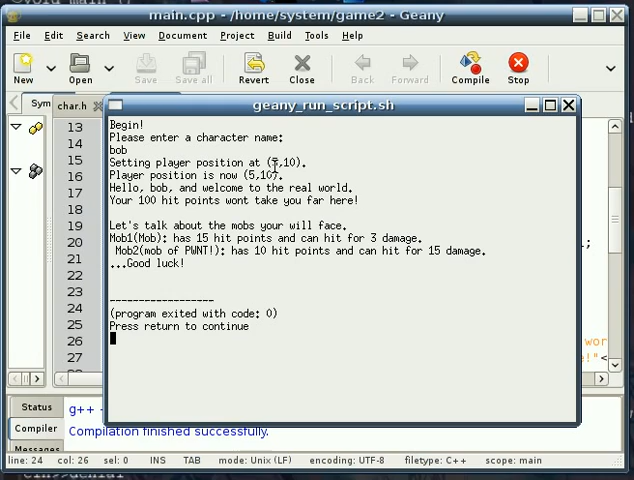 main.cpp - /home/system/game2 - Geany
File Edit Search View Document Project Build Tools Help
New Open Save Save all Revert Close Back Forward Compile Stop
Sym char.h
geany_run_script.sh
Begin!
Please enter a character name:
bob
Setting player position at (5,10).
Player position is now (5,10).
Hello, bob, and welcome to the real world.
Your 100 hit points wont take you far here!
Let's talk about the mobs your will face.
Mob1(Mob): has 15 hit points and can hit for 3 damage.
Mob2(mob of PWNT!): has 10 hit points and can hit for 15 damage.
...Good luck!
------------------
(program exited with code: 0)
Press return to continue
13
14
15
16
17
18
19
20
21
22
23
24
25
26
27
;
wor
e!"<
Status
Compiler
Messages
g++ -
Compilation finished successfully.
line: 24 col: 26 sel: 0 INS TAB mode: Unix (LF) encoding: UTF-8 filetype: C++ scope: main